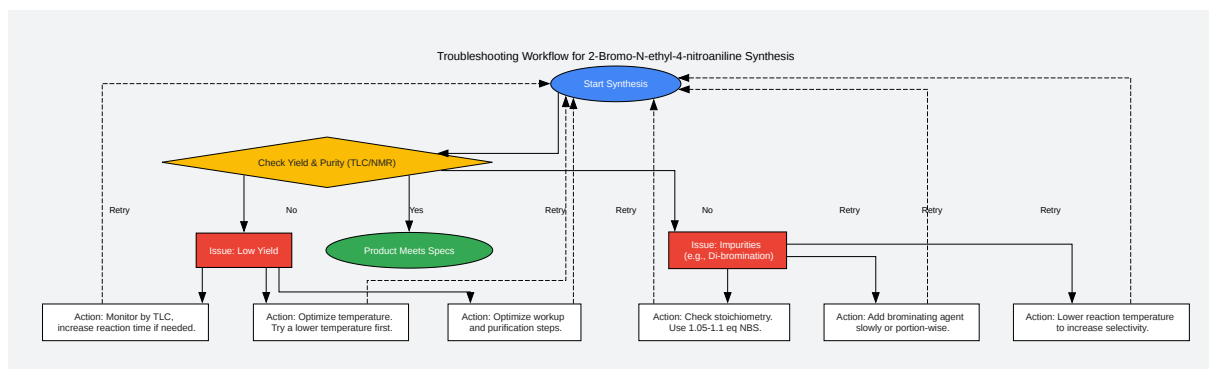 Troubleshooting Workflow for 2-Bromo-N-ethyl-4-nitroaniline Synthesis
Start Synthesis
Check Yield & Purity (TLC/NMR)
Retry
No
Yes
Retry
Retry
No
Retry
Retry
Retry
Issue: Low Yield
Product Meets Specs
Issue: Impurities
(e.g., Di-bromination)
Action: Monitor by TLC,
increase reaction time if needed.
Action: Optimize temperature.
Try a lower temperature first.
Action: Optimize workup
and purification steps.
Action: Check stoichiometry.
Use 1.05-1.1 eq NBS.
Action: Add brominating agent
slowly or portion-wise.
Action: Lower reaction temperature
to increase selectivity.